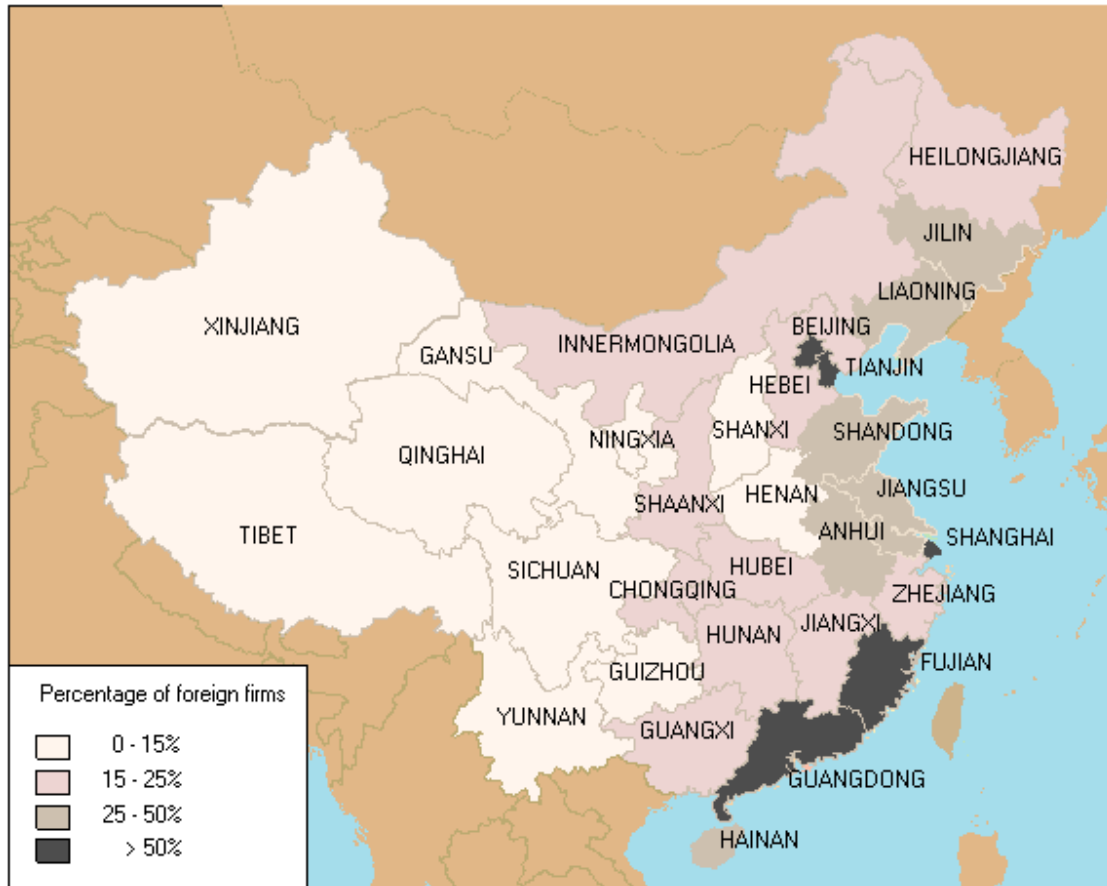 HEILONGJIANG
JILIN
LIAONING
XINJIANG
INNERMONGOLIA
BEIJING
GANSU
TIANJIN
HEBEI
NINGXIA
SHANXI
SHANDONG
QINGHAI
HENAN
JIANGSU
SHAANXI
ANHUI
TIBET
SHANGHAI
SICHUAN
HUBEI
CHONGQING
ZHEJIANG
HUNAN
JIANGXI
FUJIAN
GUIZHOU
YUNNAN
GUANGXI
GUANGDONG
HAINAN
Percentage of foreign firms
0 - 15%
15 - 25%
25 - 50%
> 50%